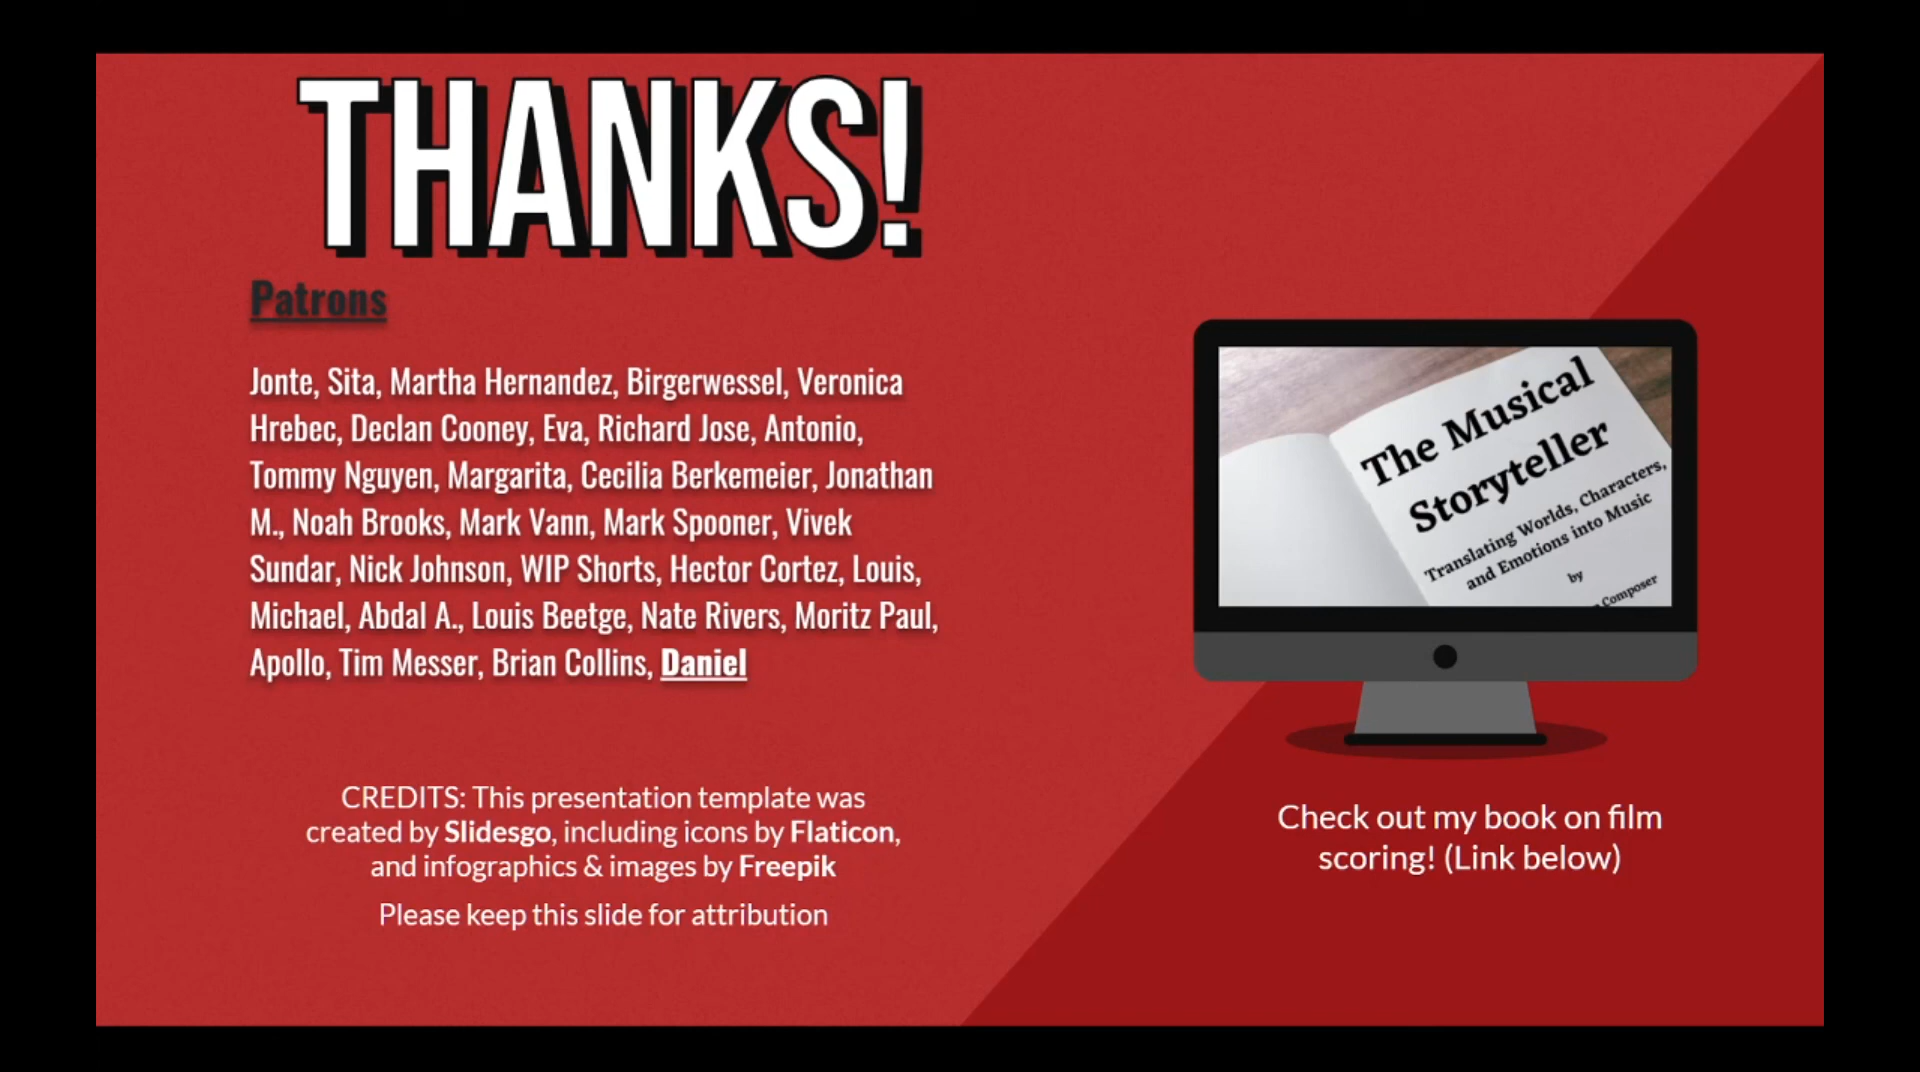 THANKS!
Patrons
Jonte, Sita, Martha Hernandez, Birgerwessel, Veronica
Hrebec, Declan Cooney, Eva, Richard Jose, Antonio,
Tommy Nguyen, Margarita, Cecilia Berkemeier, Jonathan
M., Noah Brooks, Mark Vann, Mark Spooner, Vivek
Sundar, Nick Johnson, WIP Shorts, Hector Cortez, Louis,
Michael, Abdal A., Louis Beetge, Nate Rivers, Moritz Paul,
Apollo, Tim Messer, Brian Collins, Daniel
CREDITS: This presentation template was
created by Slidesgo, including icons by Flaticon,
and infographics & images by Freepik
Please keep this slide for attribution
The Musical
Storyteller
Translating Worlds, Characters,
and Emotions into Music
by
Composer
Check out my book on film
scoring! (Link below)